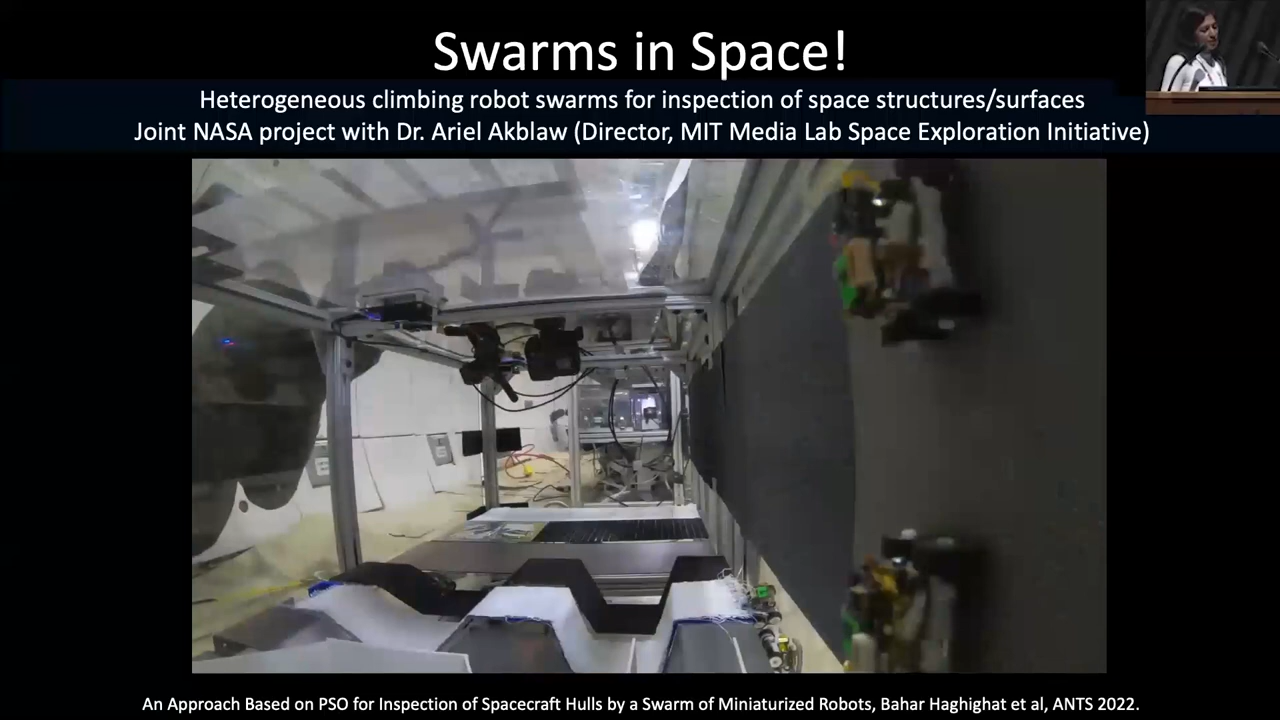 Swarms in Space!
Heterogeneous climbing robot swarms for inspection of space structures/surfaces
Joint NASA project with Dr. Ariel Akblaw (Director, MIT Media Lab Space Exploration Initiative)
An Approach Based on PSO for Inspection of Spacecraft Hulls by a Swarm of Miniaturized Robots, Bahar Haghighat et al, ANTS 2022.